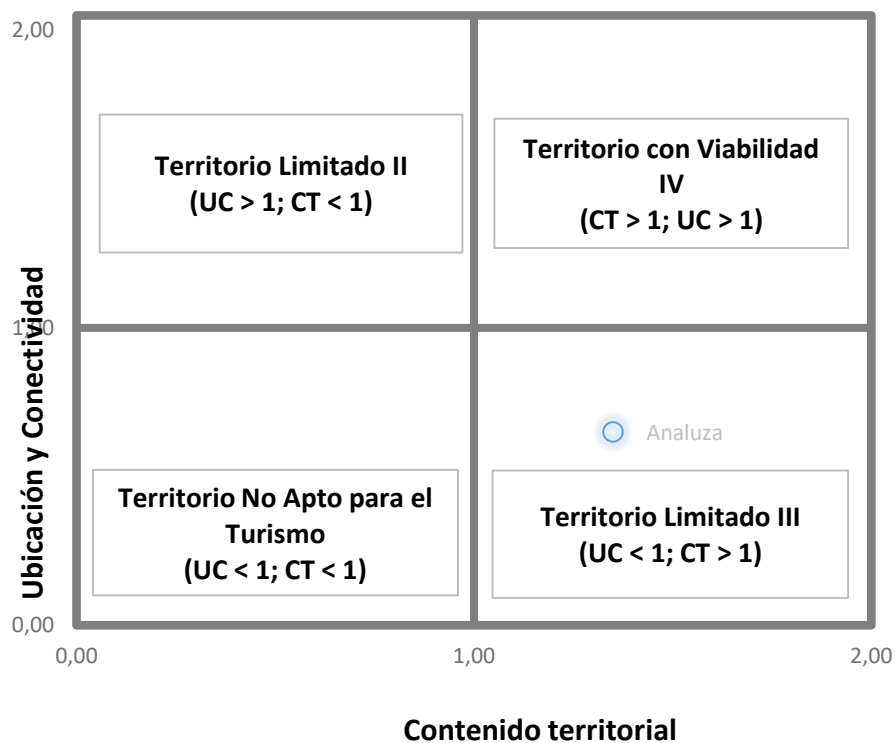 2,00
Territorio Limitado II
(UC > 1; CT < 1)
Territorio con Viabilidad
IV
(CT > 1; UC > 1)
Ubicación y Conectividad
1,00
Analuza
Territorio No Apto para el
Turismo
(UC < 1; CT < 1)
Territorio Limitado III
(UC < 1; CT > 1)
0,00
0,00
1,00
2,00
Contenido territorial